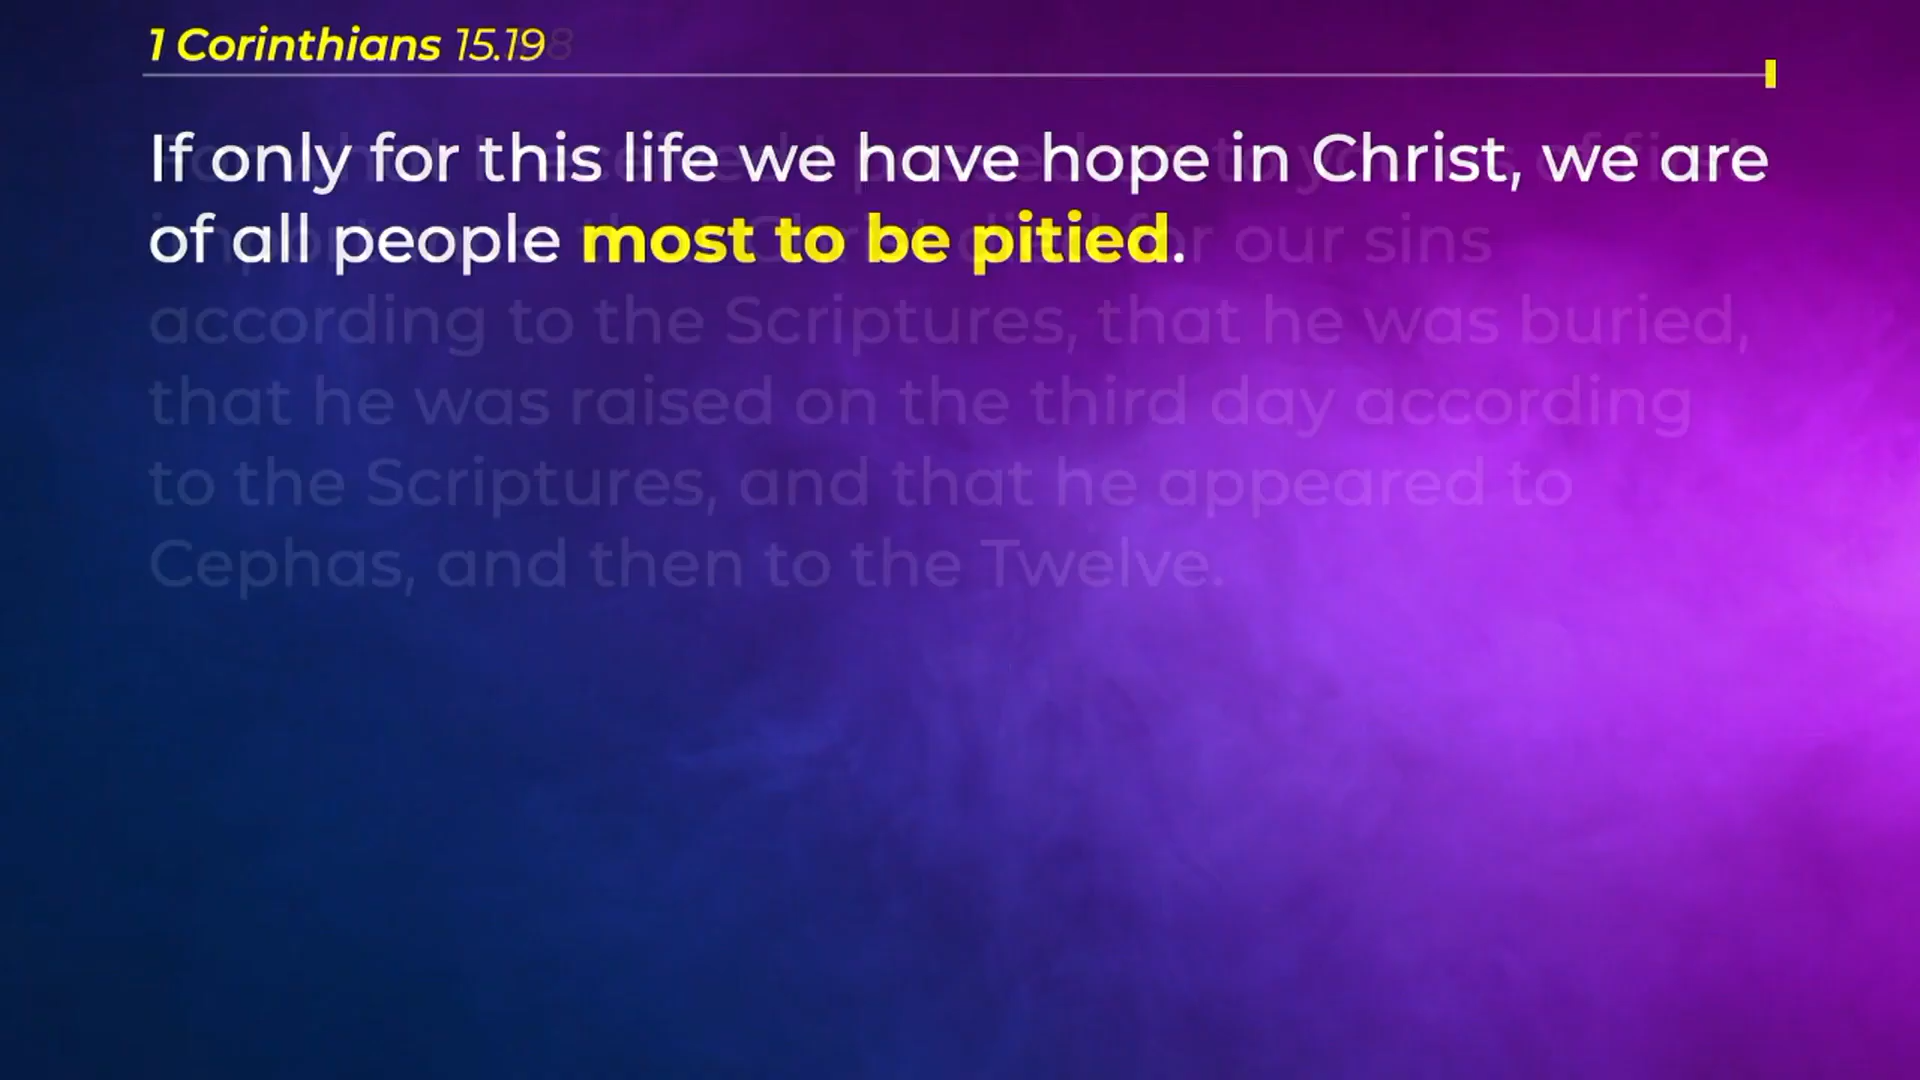 1 Corinthians 15.19
If only for this life we have hope in Christ, we are
of all people most to be pitied.
our sins
according to the Scriptures, that he was buried,
that he was raised on the third day according
to the Scriptures, and that he appeared to
Cephas, and then to the Twelve.